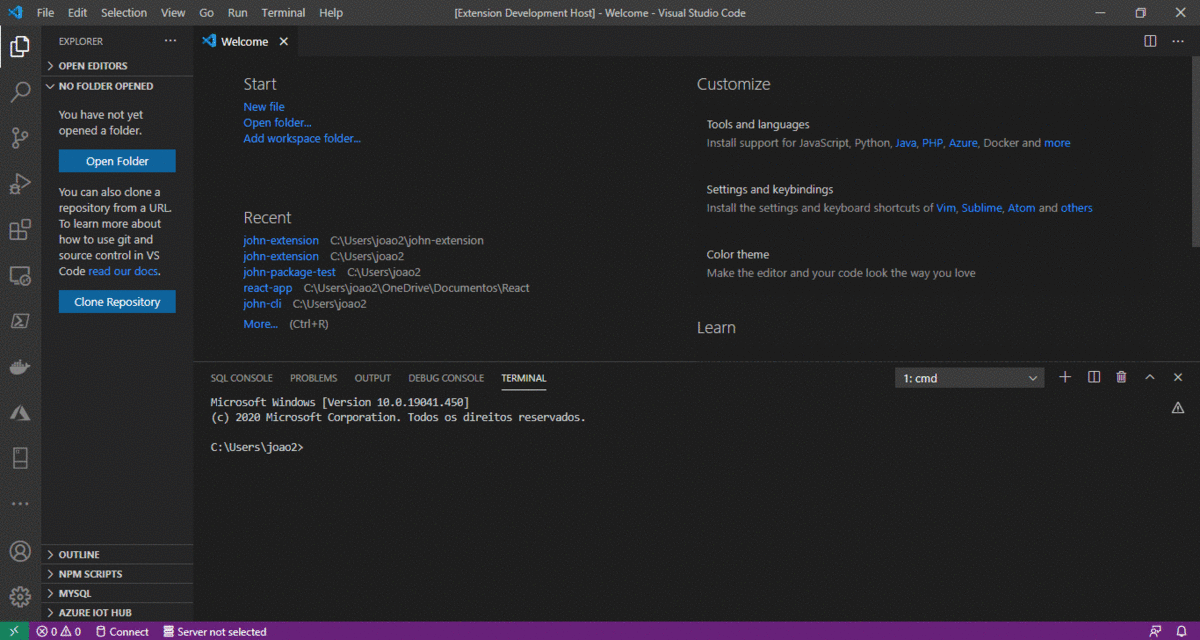 File Edit Selection View Go Run Terminal Help
[Extension Development Host] - Welcome - Visual Studio Code
EXPLORER
OPEN EDITORS
NO FOLDER OPENED
You have not yet
opened a folder.
Open Folder
You can also clone a
repository from a URL.
To learn more about
how to use git and
source control in VS
Code read our docs.
Clone Repository
OUTLINE
NPM SCRIPTS
MYSQL
AZURE IOT HUB
Welcome
Start
New file
Open folder...
Add workspace folder...
Recent
john-extension C:\Users\joao2\john-extension
john-extension C:\Users\joao2
john-package-test C:\Users\joao2
react-app C:\Users\joao2\OneDrive\Documentos\React
john-cli C:\Users\joao2
More... (Ctrl+R)
Customize
Tools and languages
Install support for JavaScript, Python, Java, PHP, Azure, Docker and more
Settings and keybindings
Install the settings and keyboard shortcuts of Vim, Sublime, Atom and others
Color theme
Make the editor and your code look the way you love
Learn
SQL CONSOLE PROBLEMS OUTPUT DEBUG CONSOLE TERMINAL
1: cmd
Microsoft Windows [Version 10.0.19041.450]
(c) 2020 Microsoft Corporation. Todos os direitos reservados.
C:\Users\joao2>
0 0 Connect Server not selected